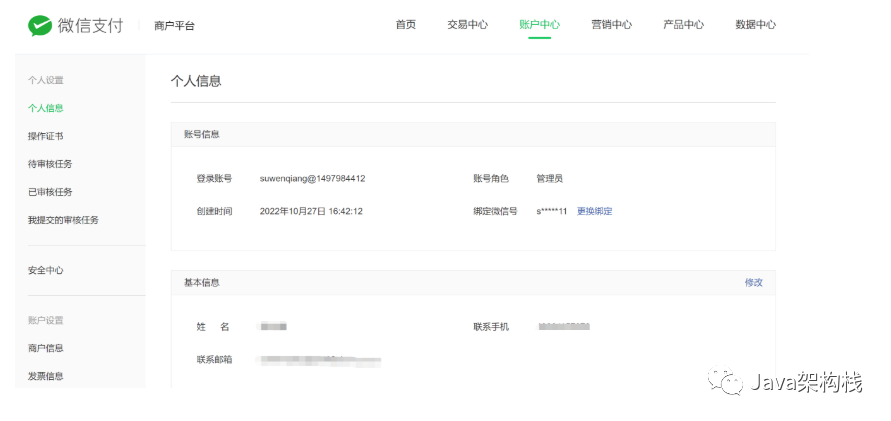 微信支付 商户平台 首页 交易中心 账户中心 营销中心 产品中心 数据中心
个人设置
个人信息
操作证书
待审核任务
已审核任务
我提交的审核任务
安全中心
账户设置
商户信息
发票信息
个人信息
账号信息
登录账号 suwenqiang@1497984412 账号角色 管理员
创建时间 2022年10月27日 16:42:12 绑定微信号 s*****11 更换绑定
基本信息 修改
姓 名 联系手机
联系邮箱
Java架构栈